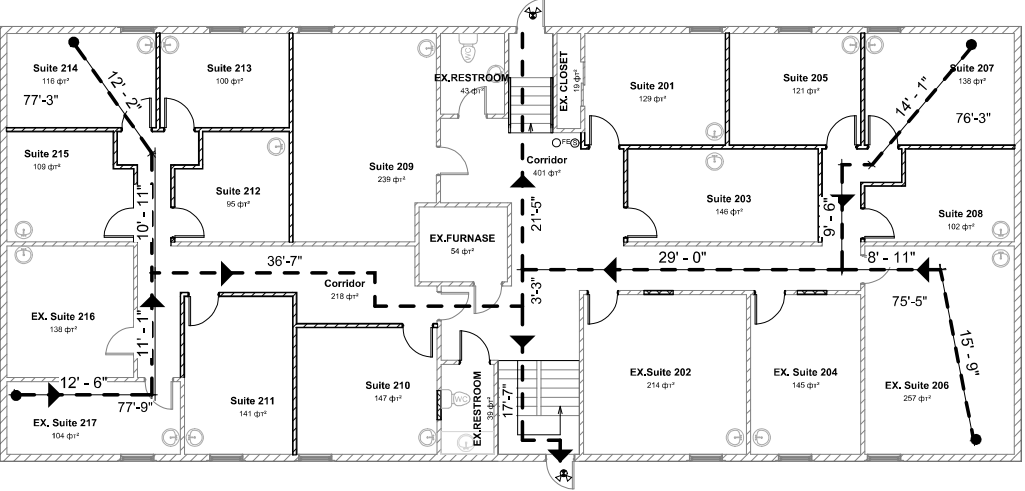 Suite 214
116 фт²
77'-3"
12' - 2"
Suite 213
100 фт²
EX.RESTROOM
43 фт²
WC
EX. CLOSET
19 фт²
Suite 201
129 фт²
Suite 205
121 фт²
Suite 207
138 фт²
14' - 1"
76'-3"
Suite 215
109 фт²
10' - 11"
Suite 212
95 фт²
Suite 209
239 фт²
FE
S
Corridor
401 фт²
21'-5"
Suite 203
146 фт²
9' - 6"
Suite 208
102 фт²
EX.FURNASE
54 фт²
36'-7"
Corridor
218 фт²
3'-3"
29' - 0"
8' - 11"
75'-5"
EX. Suite 216
138 фт²
11' - 1"
EX.Suite 202
214 фт²
EX. Suite 204
145 фт²
EX. Suite 206
257 фт²
15' - 9"
12' - 6"
77'-9"
EX. Suite 217
104 фт²
Suite 211
141 фт²
Suite 210
147 фт²
EX.RESTROOM
39 фт²
WC
17'-7"